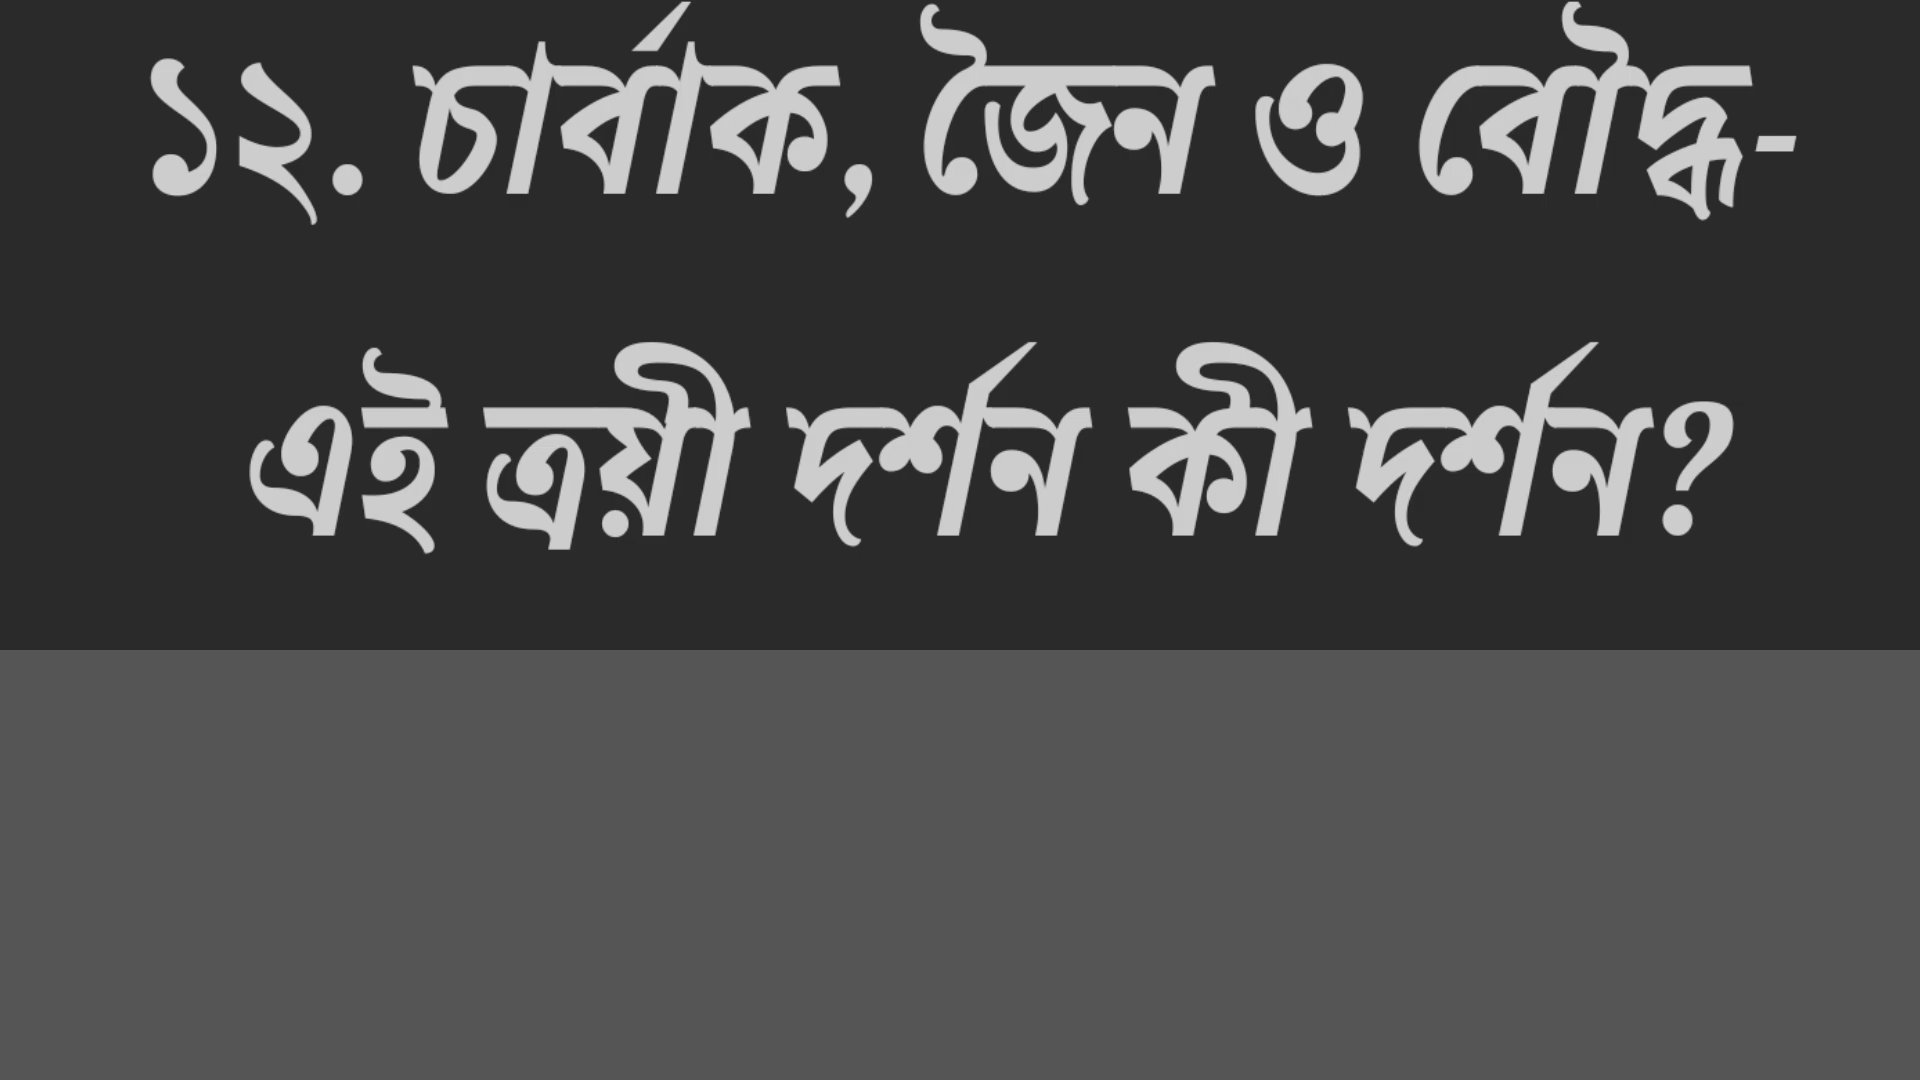 ১২. চার্বাক, জৈন ও বৌদ্ধ-
এই ত্রয়ী দর্শন কী দর্শন?